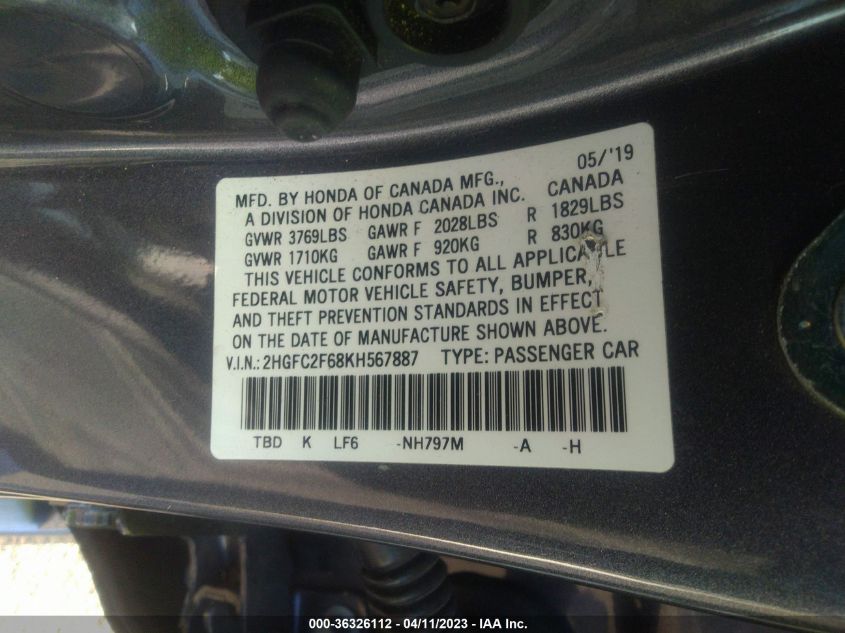 05/'19
MFD. BY HONDA OF CANADA MFG.,
A DIVISION OF HONDA CANADA INC. CANADA
GVWR 3769LBS GAWR F 2028LBS R 1829LBS
GVWR 1710KG GAWR F 920KG R 830KG
THIS VEHICLE CONFORMS TO ALL APPLICABLE
FEDERAL MOTOR VEHICLE SAFETY, BUMPER,
AND THEFT PREVENTION STANDARDS IN EFFECT
ON THE DATE OF MANUFACTURE SHOWN ABOVE.
V.I.N.: 2HGFC2F68KH567887 TYPE: PASSENGER CAR
TBD K LF6 -NH797M -A -H
000-36326112 - 04/11/2023 - IAA Inc.